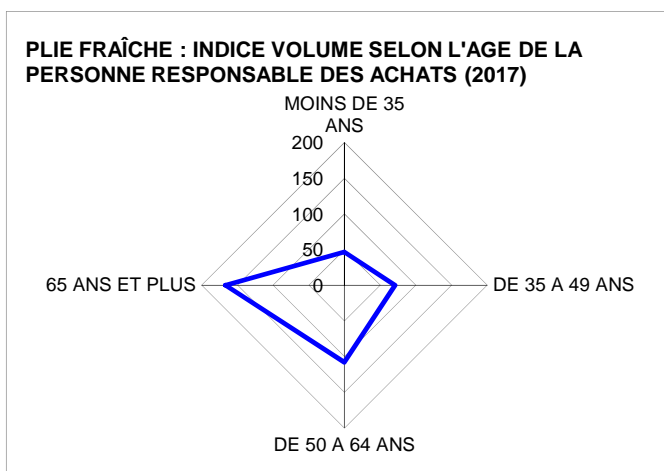 PLIE FRAÎCHE : INDICE VOLUME SELON L'AGE DE LA
PERSONNE RESPONSABLE DES ACHATS (2017)
MOINS DE 35
ANS
200
150
100
50
0
65 ANS ET PLUS
DE 35 A 49 ANS
DE 50 A 64 ANS